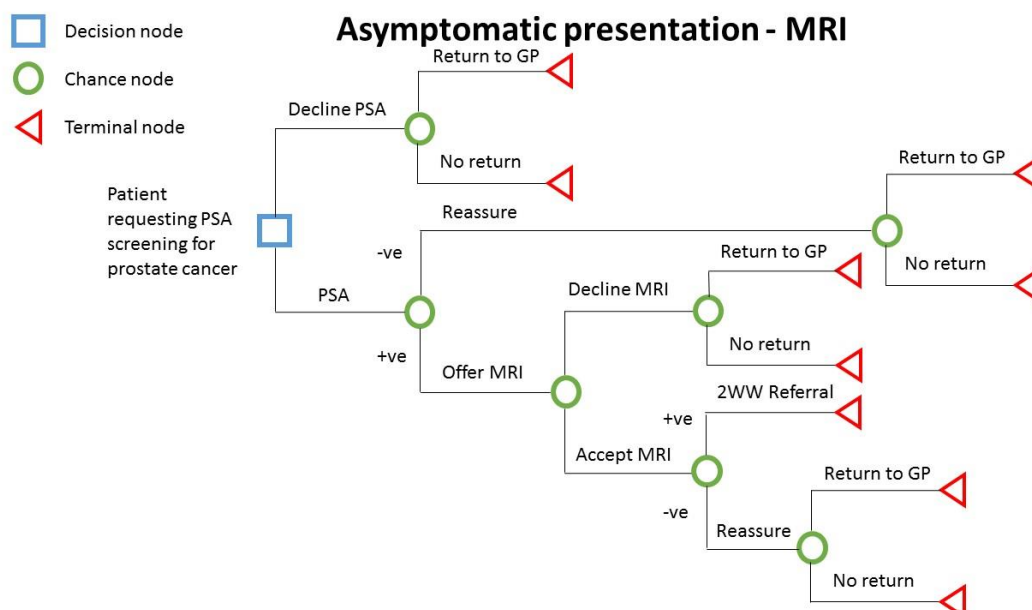 Asymptomatic presentation - MRI
Decision node
Chance node
Terminal node
Return to GP
Decline PSA
No return
Return to GP
Patient
requesting PSA
screening for
prostate cancer
Reassure
-ve
Return to GP
No return
PSA
Decline MRI
+ve
No return
Offer MRI
2WW Referral
+ve
Accept MRI
Return to GP
-ve
Reassure
No return